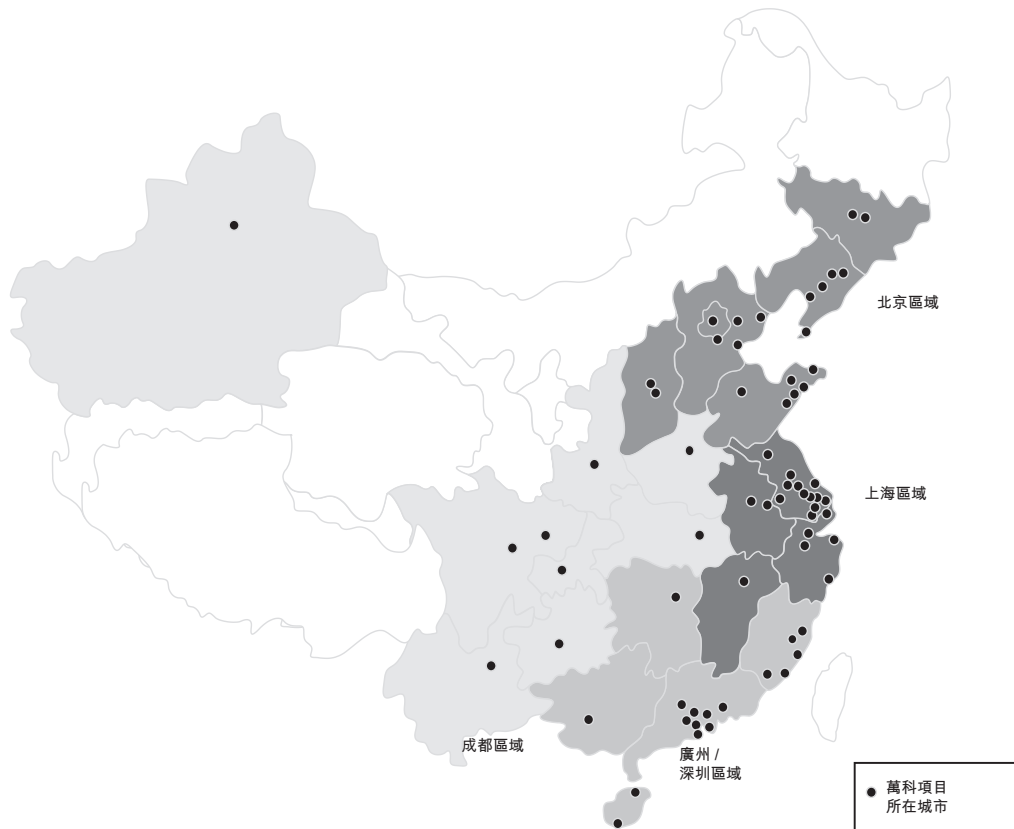 北京區域
上海區域
成都區域
廣州 /
深圳區域
萬科項目
所在城市